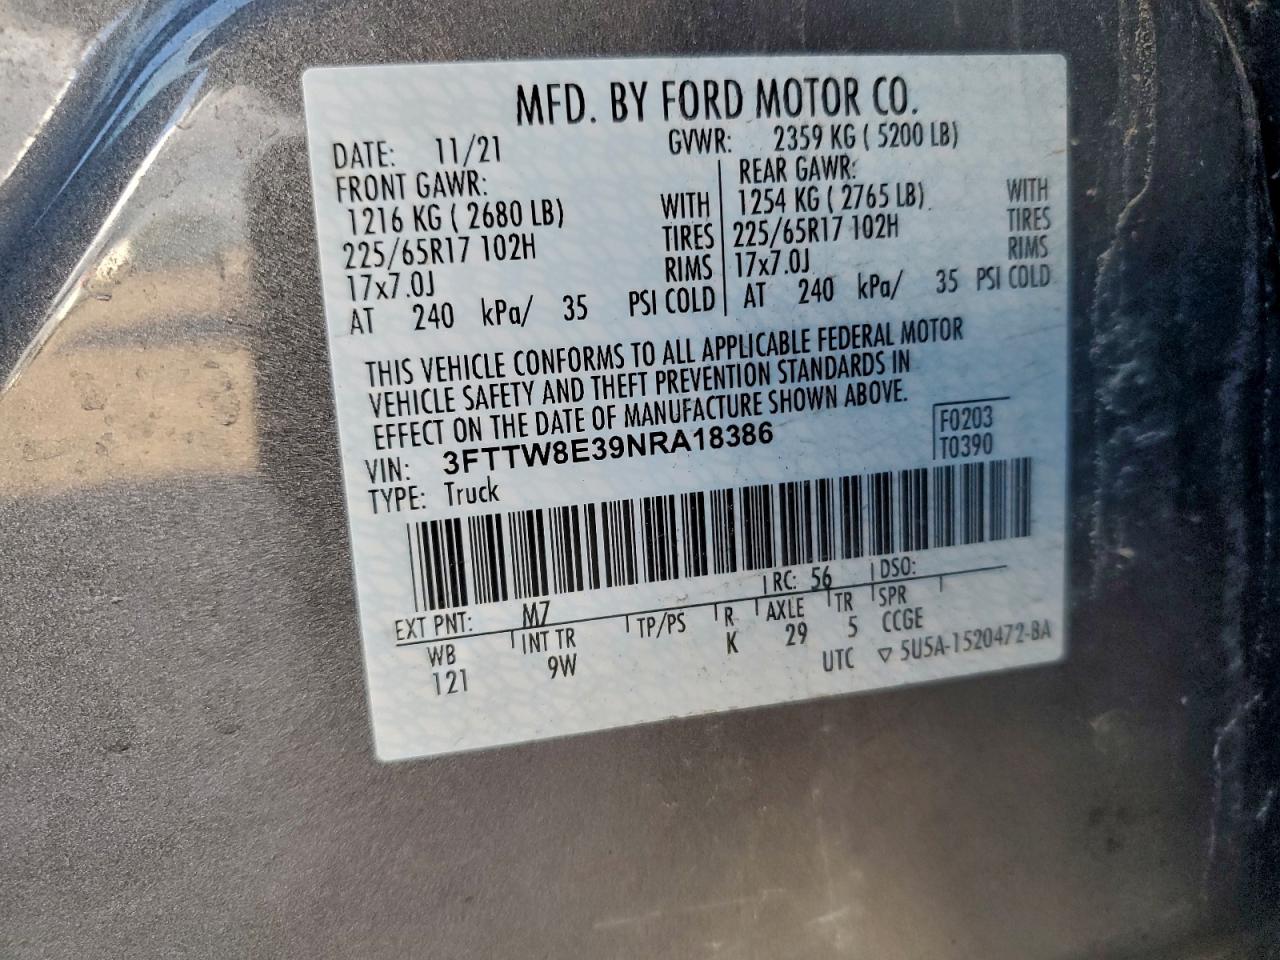 MFD. BY FORD MOTOR CO.
DATE: 11/21 GVWR: 2359 KG ( 5200 LB)
FRONT GAWR: REAR GAWR:
1216 KG ( 2680 LB) WITH 1254 KG ( 2765 LB) WITH
225/65R17 102H TIRES 225/65R17 102H TIRES
17x7.0J RIMS 17x7.0J RIMS
AT 240 kPa/ 35 PSI COLD AT 240 kPa/ 35 PSI COLD
THIS VEHICLE CONFORMS TO ALL APPLICABLE FEDERAL MOTOR
VEHICLE SAFETY AND THEFT PREVENTION STANDARDS IN
EFFECT ON THE DATE OF MANUFACTURE SHOWN ABOVE.
VIN: 3FTTW8E39NRA18386 F0203
TYPE: Truck T0390
EXT PNT: M7 RC: 56 DSO:
WB INT TR TP/PS R AXLE TR SPR
121 9W K 29 5 CCGE
UTC ▽ 5U5A-1520472-BA